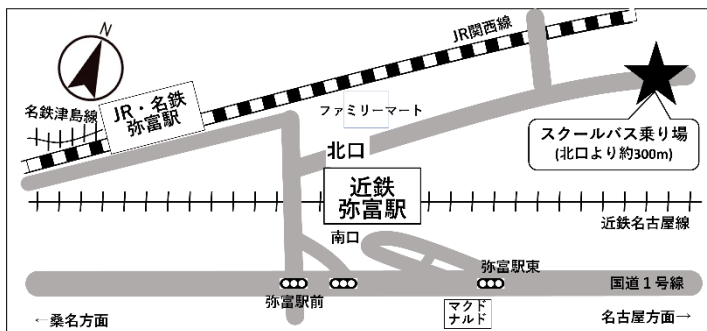 N
JR関西線
名鉄津島線
JR・名鉄
弥富駅
ファミリーマート
スクールバス乗り場
(北口より約300m)
北口
近鉄
弥富駅
近鉄名古屋線
南口
弥富駅東
国道1号線
弥富駅前
マクド
ナルド
←桑名方面
名古屋方面→